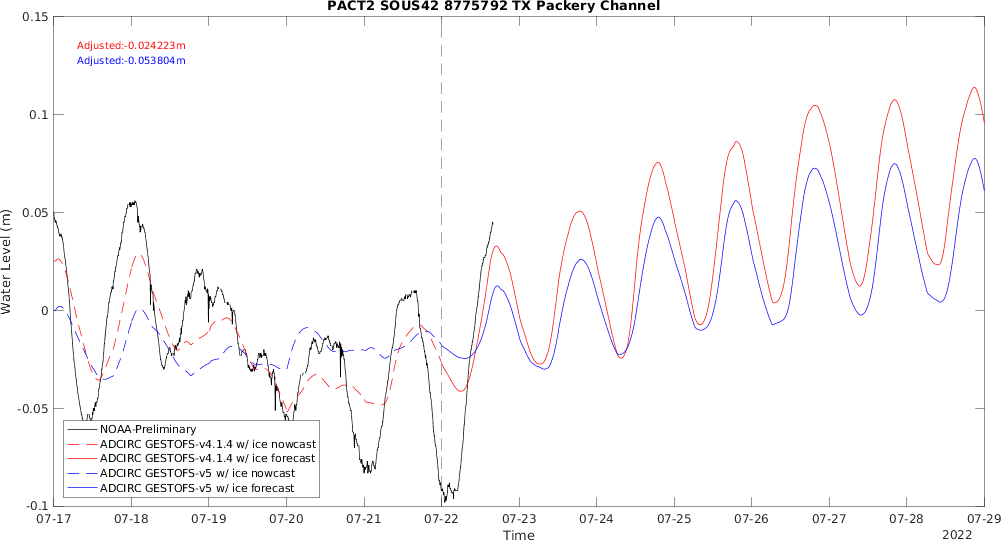 PACT2 SOUS42 8775792 TX Packery Channel
0.15
Adjusted:-0.024223m
Adjusted:-0.053804m
0.1
0.05
Water Level (m)
0
-0.05
NOAA-Preliminary
ADCIRC GESTOFS-v4.1.4 w/ ice nowcast
ADCIRC GESTOFS-v4.1.4 w/ ice forecast
ADCIRC GESTOFS-v5 w/ ice nowcast
ADCIRC GESTOFS-v5 w/ ice forecast
-0.1
07-17 07-18 07-19 07-20 07-21 07-22 07-23 07-24 07-25 07-26 07-27 07-28 07-29
Time
2022